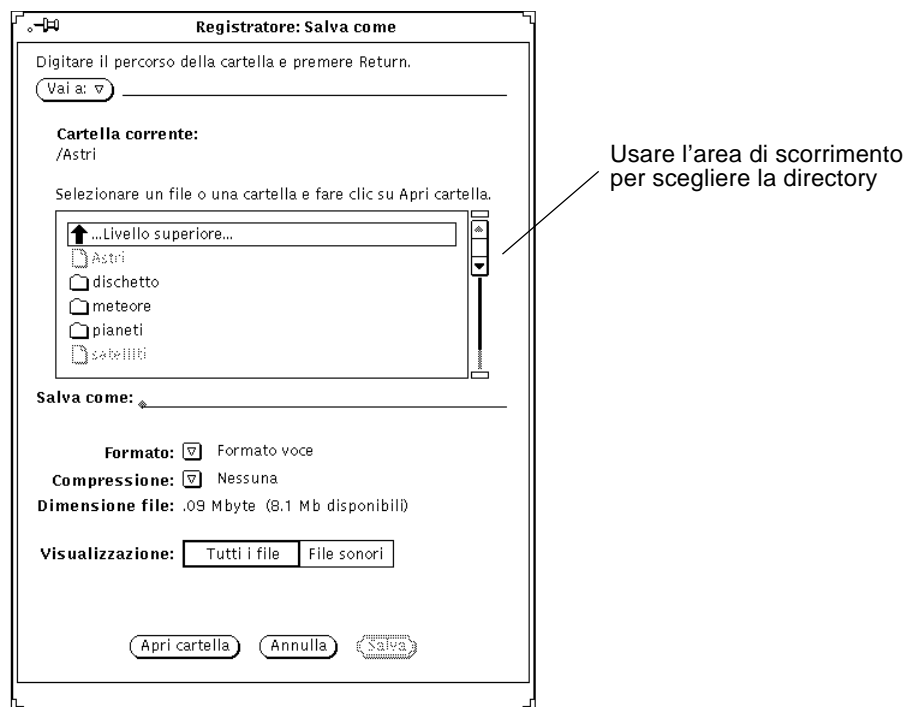 Registratore: Salva come
Digitare il percorso della cartella e premere Return.
Vai a:
Cartella corrente:
/Astri
Usare l’area di scorrimento
per scegliere la directory
Selezionare un file o una cartella e fare clic su Apri cartella.
...Livello superiore...
Astri
dischetto
meteore
pianeti
satelliti
Salva come:
Formato: Formato voce
Compressione: Nessuna
Dimensione file: .09 Mbyte (8.1 Mb disponibili)
Visualizzazione: Tutti i file File sonori
Apri cartella Annulla Salva